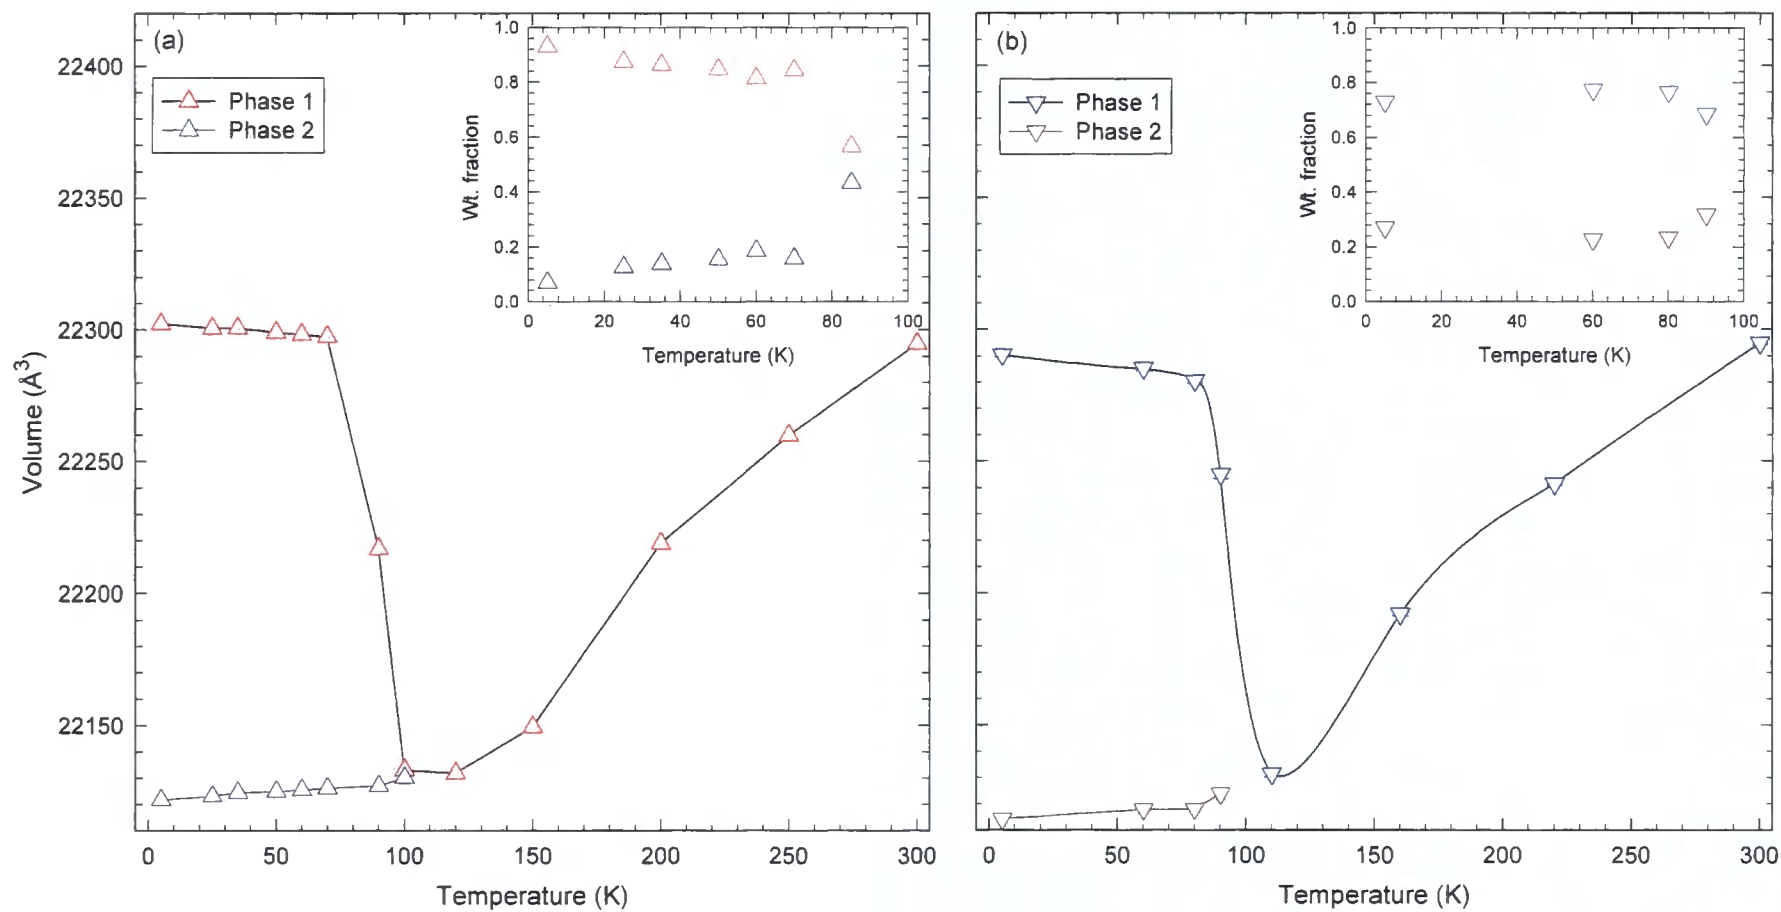 (a)
Phase 1
Phase 2
22400
22350
22300
22250
22200
22150
Volume (Å³)
0 50 100 150 200 250 300
Temperature (K)
1.0
0.8
0.6
0.4
0.2
0.0
Wt. fraction
0 20 40 60 80 100
Temperature (K)
(b)
Phase 1
Phase 2
0 50 100 150 200 250 300
Temperature (K)
1.0
0.8
0.6
0.4
0.2
0.0
Wt. fraction
0 20 40 60 80 100
Temperature (K)